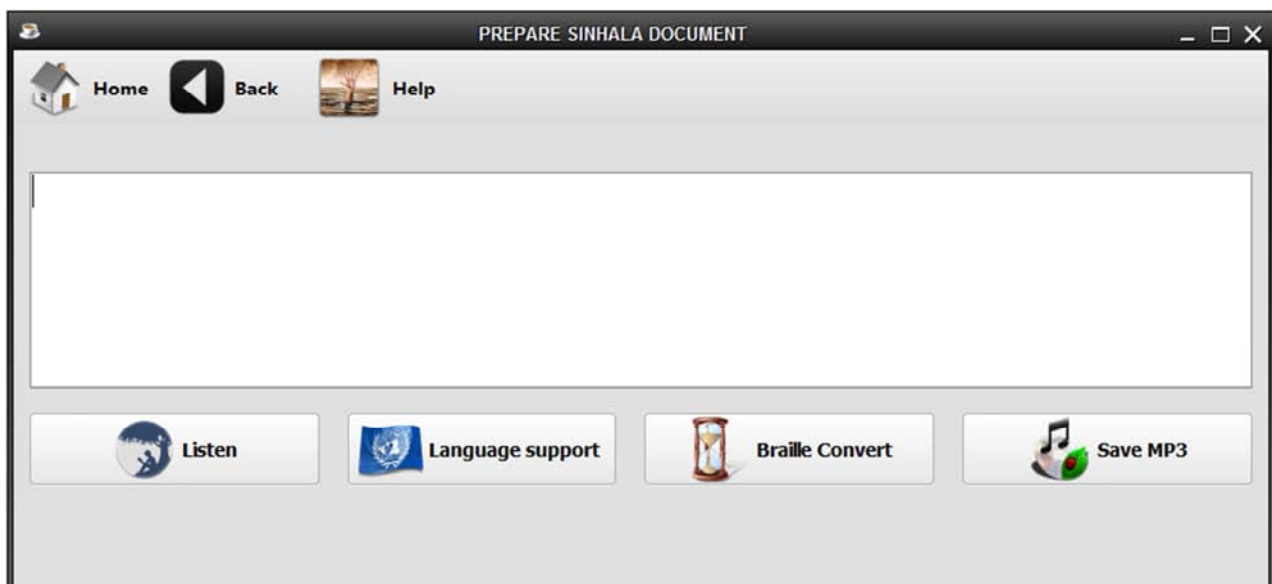 PREPARE SINHALA DOCUMENT
Home Back Help
Listen Language support Braille Convert Save MP3